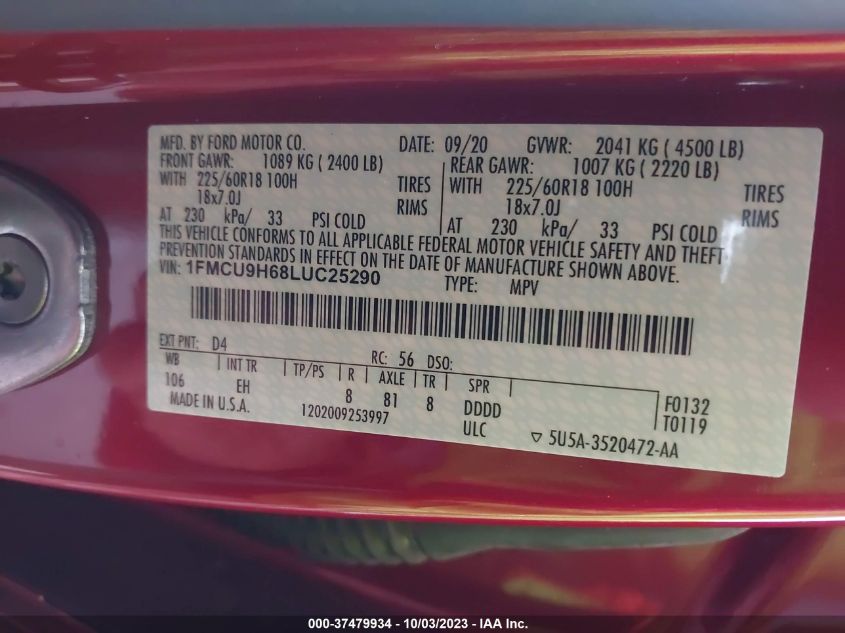 MFD. BY FORD MOTOR CO. DATE: 09/20 GVWR: 2041 KG ( 4500 LB)
FRONT GAWR: 1089 KG ( 2400 LB) REAR GAWR: 1007 KG ( 2220 LB)
WITH 225/60R18 100H TIRES WITH 225/60R18 100H TIRES
18x7.0J RIMS 18x7.0J RIMS
AT 230 kPa/ 33 PSI COLD AT 230 kPa/ 33 PSI COLD
THIS VEHICLE CONFORMS TO ALL APPLICABLE FEDERAL MOTOR VEHICLE SAFETY AND THEFT
PREVENTION STANDARDS IN EFFECT ON THE DATE OF MANUFACTURE SHOWN ABOVE.
VIN: 1FMCU9H68LUC25290 TYPE: MPV
EXT PNT: D4 RC: 56 DSO:
WB INT TR TP/PS R AXLE TR SPR
106 EH 8 81 8 DDDD F0132
MADE IN U.S.A. 1202009253997 ULC T0119
▽ 5U5A-3520472-AA
000-37479934 - 10/03/2023 - IAA Inc.